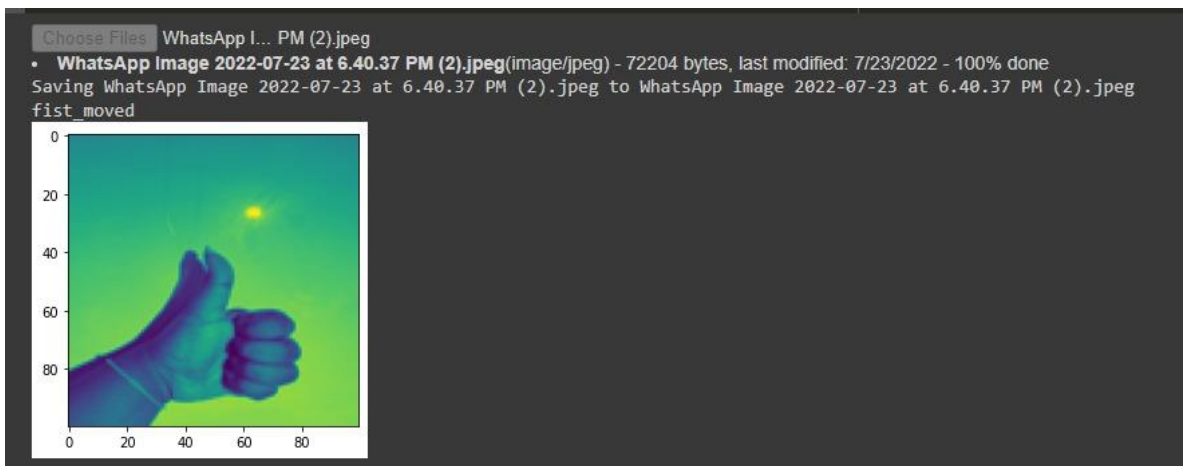 Choose Files WhatsApp I... PM (2).jpeg
• WhatsApp Image 2022-07-23 at 6.40.37 PM (2).jpeg(image/jpeg) - 72204 bytes, last modified: 7/23/2022 - 100% done
Saving WhatsApp Image 2022-07-23 at 6.40.37 PM (2).jpeg to WhatsApp Image 2022-07-23 at 6.40.37 PM (2).jpeg
fist_moved
0
20
40
60
80
0 20 40 60 80